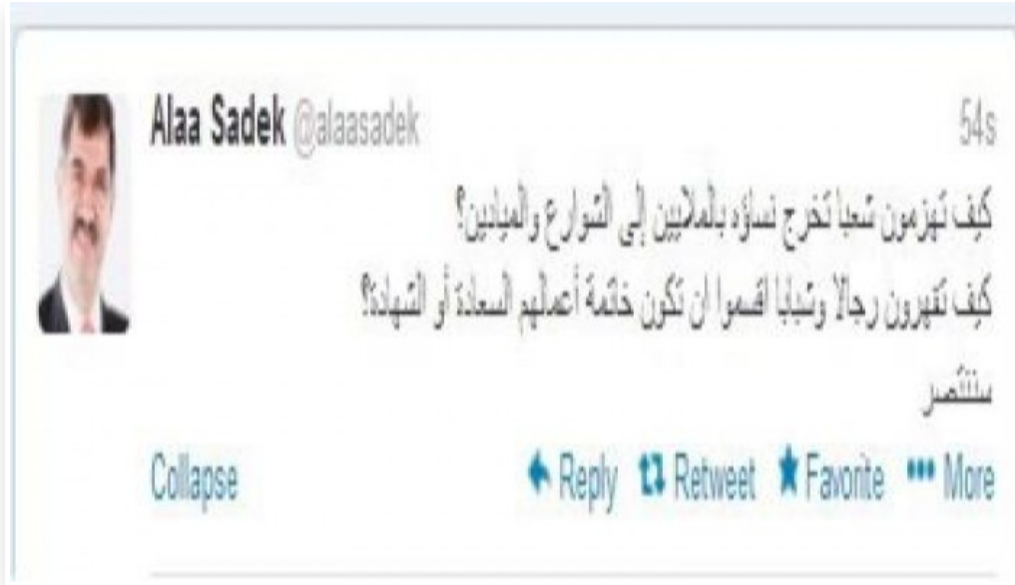 Alaa Sadek @alaasadek 54s
كيف تهزمون شعبا تخرج نساؤه بالملايين إلى الشوارع والميادين؟
كيف تقهرون رجالا وشبابا اقسموا ان تكون خاتمة أعمالهم السعادة أو الشهادة؟
سننتصر
Collapse Reply Retweet Favorite More